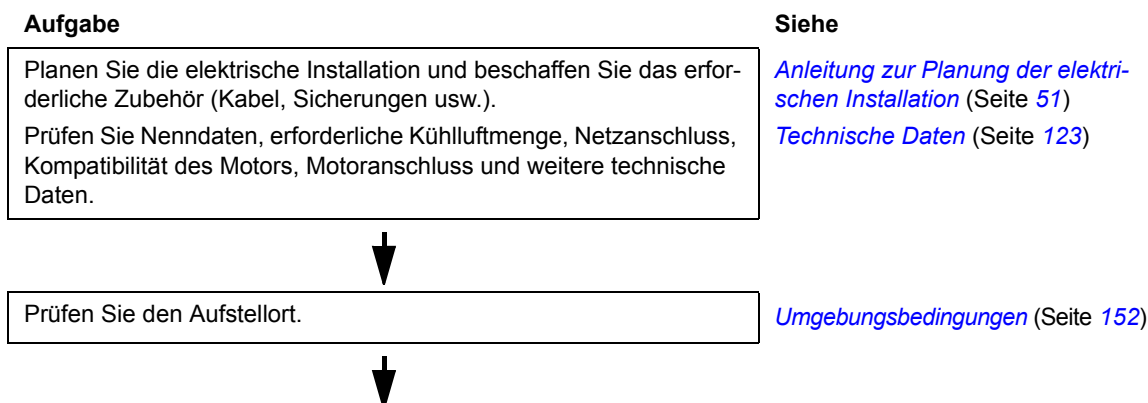 Aufgabe
Siehe
Planen Sie die elektrische Installation und beschaffen Sie das erfor-
derliche Zubehör (Kabel, Sicherungen usw.).
Anleitung zur Planung der elektri-
schen Installation (Seite 51)
Prüfen Sie Nenndaten, erforderliche Kühlluftmenge, Netzanschluss,
Kompatibilität des Motors, Motoranschluss und weitere technische
Daten.
Technische Daten (Seite 123)
Prüfen Sie den Aufstellort.
Umgebungsbedingungen (Seite 152)